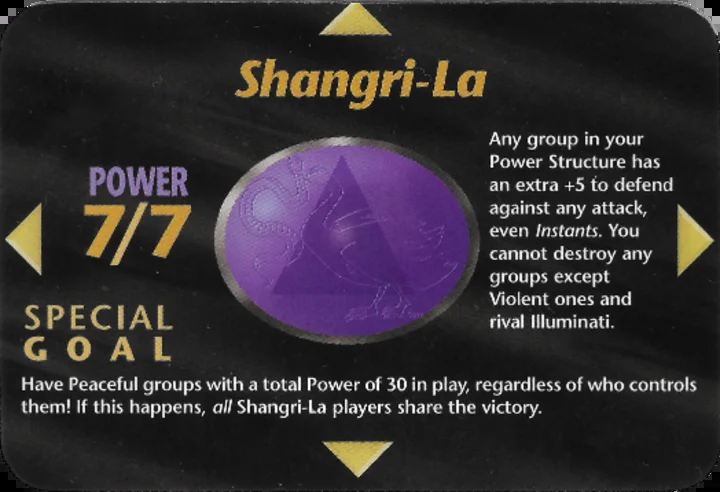 Shangri-La
Any group in your
Power Structure has
an extra +5 to defend
against any attack,
even Instants. You
cannot destroy any
groups except
Violent ones and
rival Illuminati.
POWER
7/7
SPECIAL
GOAL
Have Peaceful groups with a total Power of 30 in play, regardless of who controls
them! If this happens, all Shangri-La players share the victory.